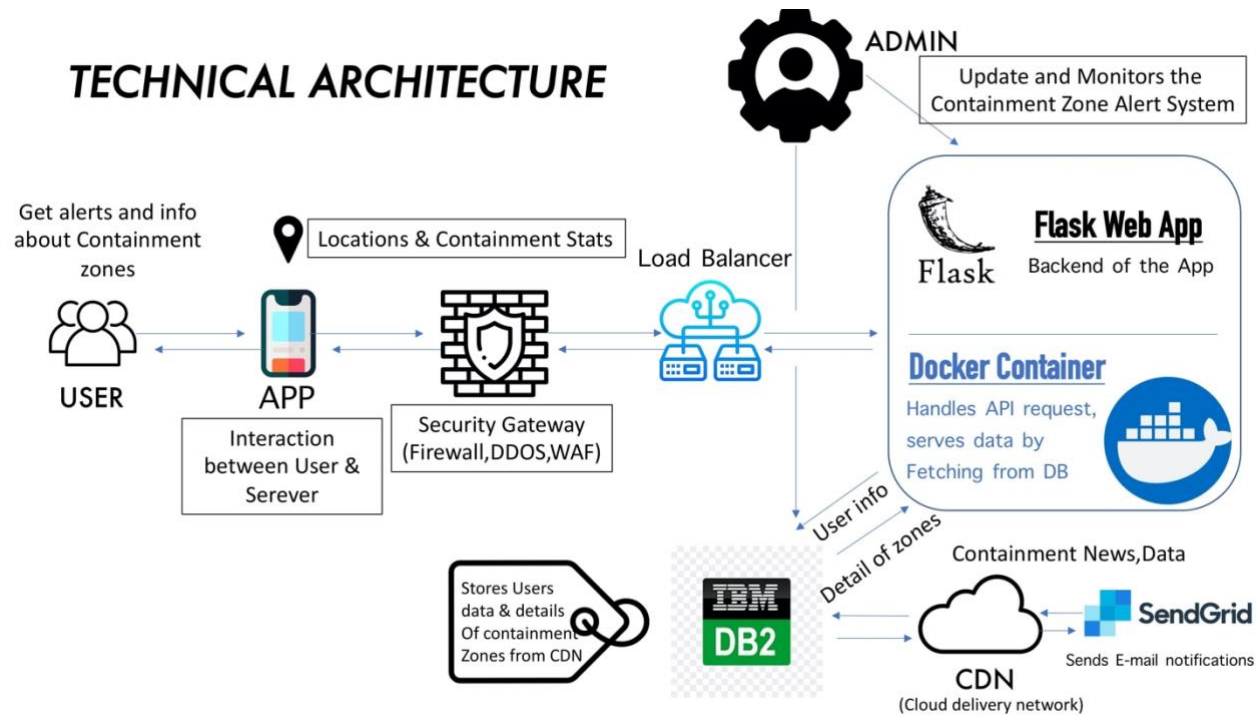 TECHNICAL ARCHITECTURE
ADMIN
Update and Monitors the
Containment Zone Alert System
Get alerts and info
about Containment
zones
USER
Locations & Containment Stats
APP
Interaction
between User &
Serever
Security Gateway
(Firewall,DDOS,WAF)
Load Balancer
Flask
Flask Web App
Backend of the App
Docker Container
Handles API request,
serves data by
Fetching from DB
User info
Detail of zones
Stores Users
data & details
Of containment
Zones from CDN
IBM
DB2
Containment News,Data
CDN
(Cloud delivery network)
SendGrid
Sends E-mail notifications